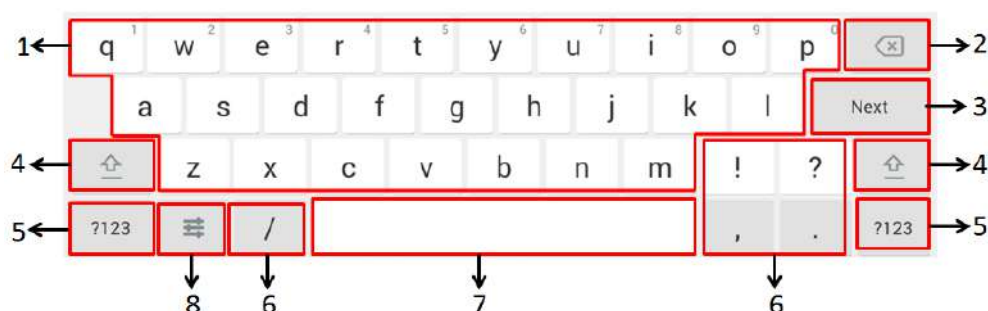 1 q 1 w 2 e 3 r 4 t 5 y 6 u 7 i 8 o 9 p 0 2
a s d f g h j k l Next 3
4 z x c v b n m ! ? 4
5 ?123 / , . ?123 5
8 6 7 6